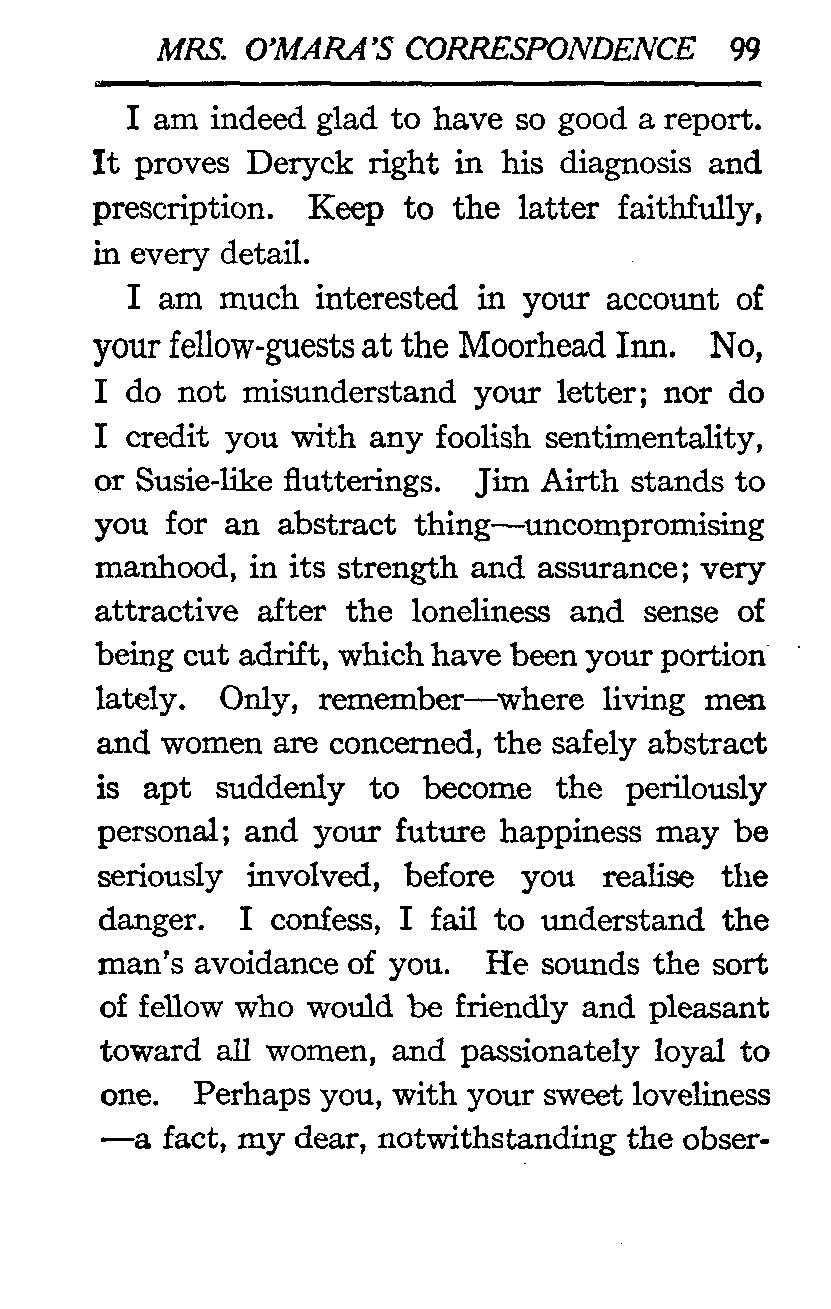 MRS. O'MARA'S CORRESPONDENCE 99
I am indeed glad to have so good a report.
It proves Deryck right in his diagnosis and
prescription. Keep to the latter faithfully,
in every detail.
I am much interested in your account of
your fellow-guests at the Moorhead Inn. No,
I do not misunderstand your letter; nor do
I credit you with any foolish sentimentality,
or Susie-like flutterings. Jim Airth stands to
you for an abstract thing—uncompromising
manhood, in its strength and assurance; very
attractive after the loneliness and sense of
being cut adrift, which have been your portion
lately. Only, remember—where living men
and women are concerned, the safely abstract
is apt suddenly to become the perilously
personal; and your future happiness may be
seriously involved, before you realise the
danger. I confess, I fail to understand the
man's avoidance of you. He sounds the sort
of fellow who would be friendly and pleasant
toward all women, and passionately loyal to
one. Perhaps you, with your sweet loveliness
—a fact, my dear, notwithstanding the obser-